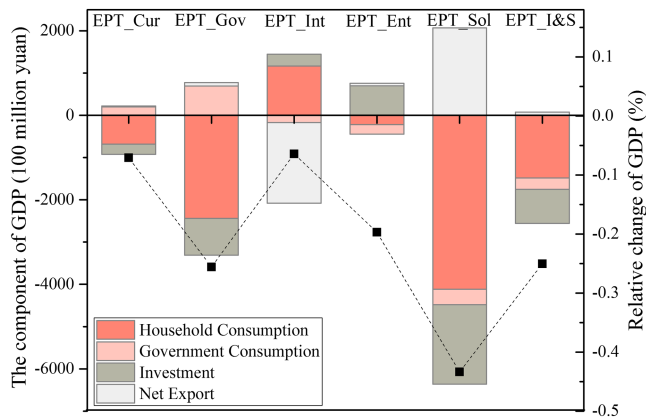 EPT_Cur EPT_Gov EPT_Int EPT_Ent EPT_Sol EPT_I&S
The component of GDP (100 million yuan)
2000
0
-2000
-4000
-6000
Household Consumption
Government Consumption
Investment
Net Export
0.1
0.0
-0.1
-0.2
-0.3
-0.4
-0.5
Relative change of GDP (%)